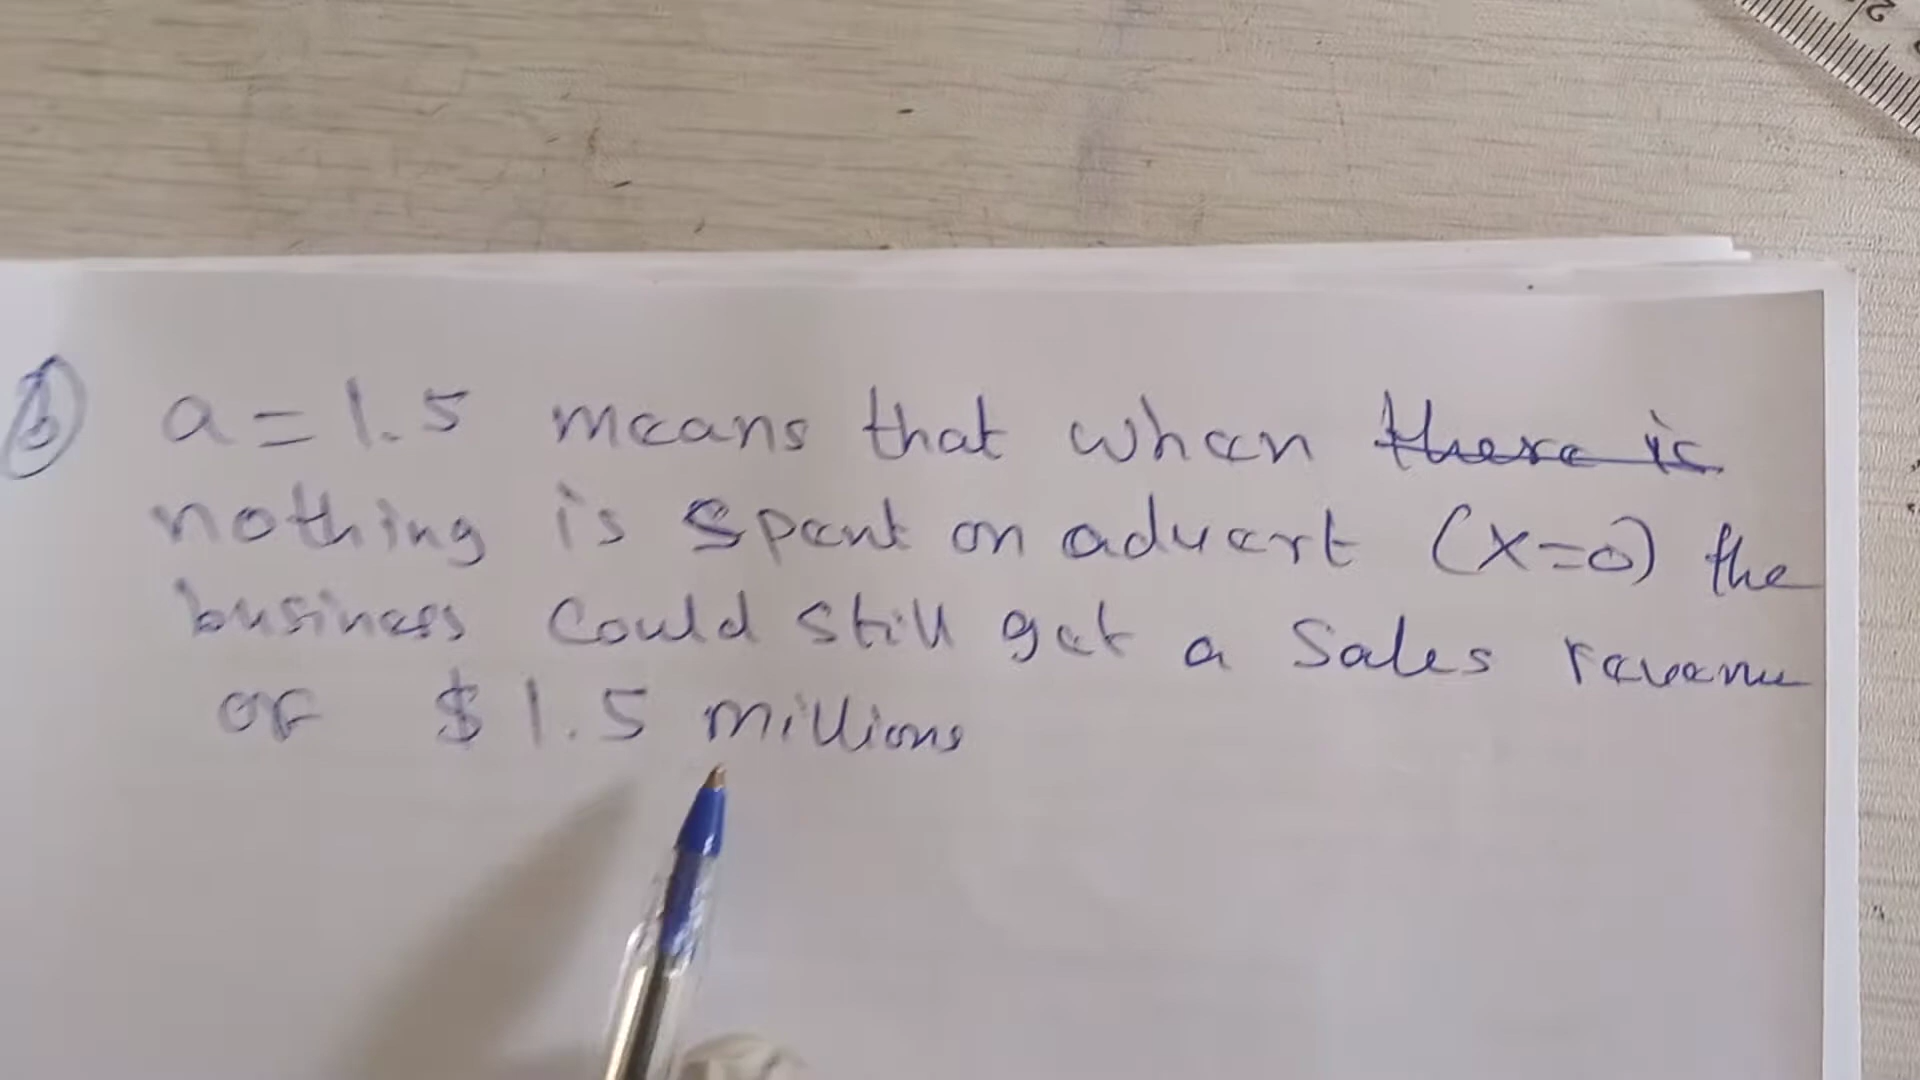 2
b a = 1.5 means that when there is
nothing is spent on advert (x=0) the
business could still get a Sales revenue
of $1.5 millions